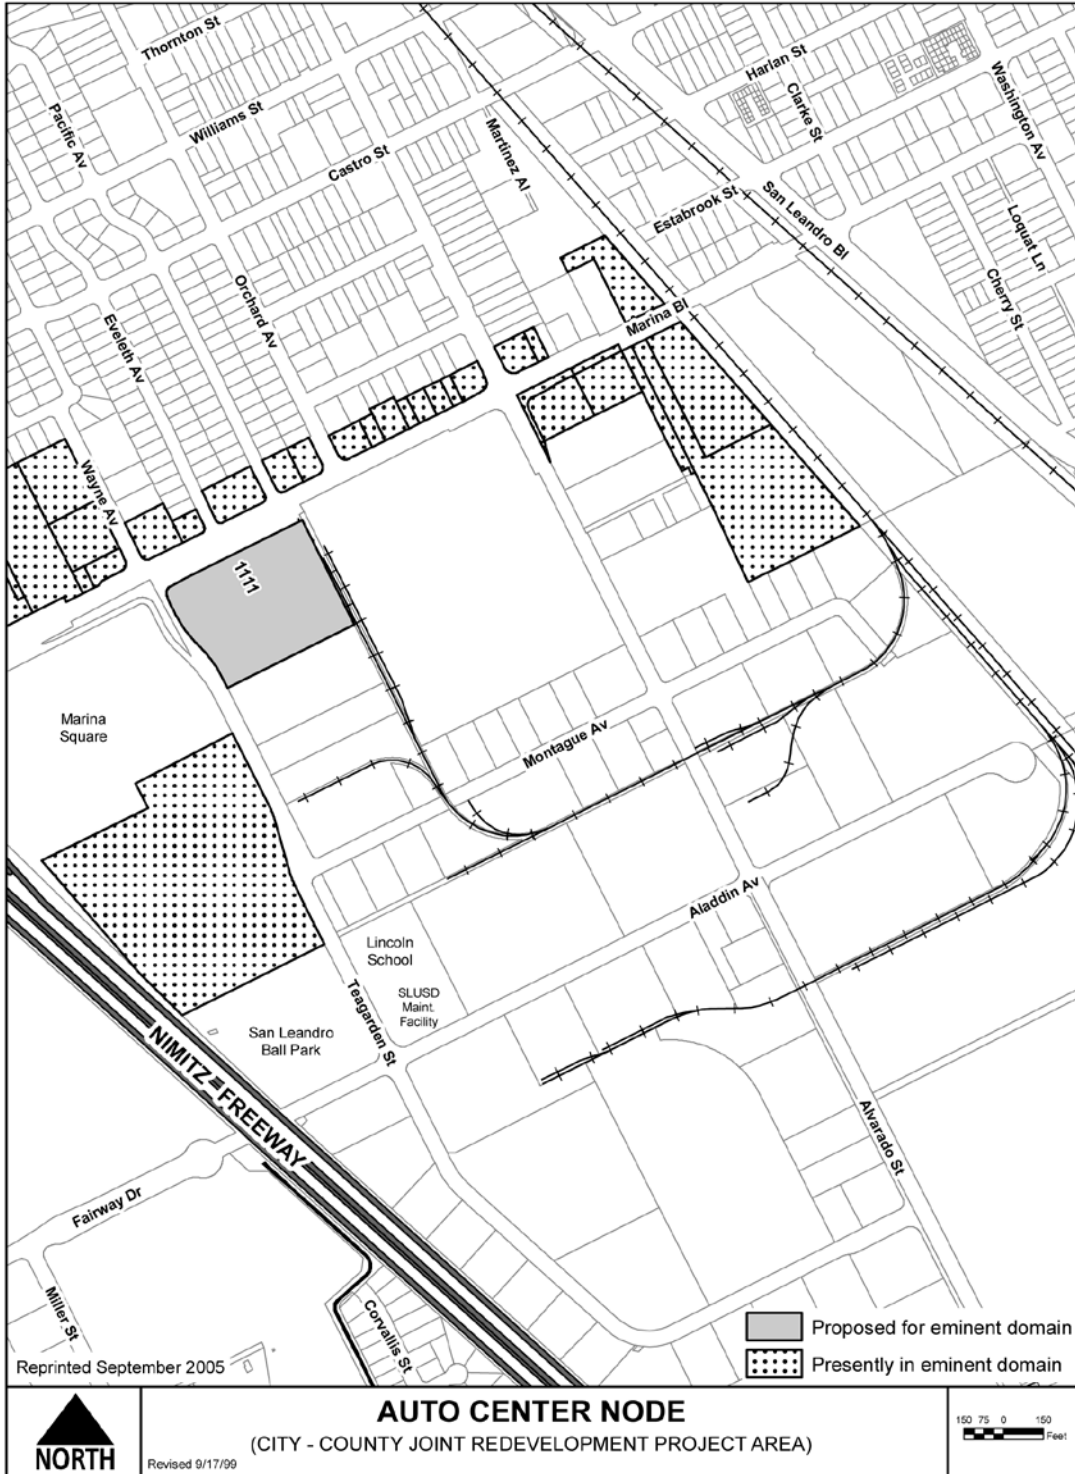 Thornton St
Harlan St
Washington Av
Pacific Av
Williams St
Clarke St
Martinez Al
Castro St
San Leandro Bl
Estabrook St
Loquat Ln
Cherry St
Orchard Av
Marina Bl
Eveleth Av
Wayne Av
1111
Marina
Square
Montague Av
Aladdin Av
Lincoln
School
SLUSD
Maint.
Facility
Teagarden St
San Leandro
Ball Park
NIMITZ FREEWAY
Alvarado St
Fairway Dr
Miller St
Corvallis St
Proposed for eminent domain
Presently in eminent domain
Reprinted September 2005
NORTH
Revised 9/17/99
AUTO CENTER NODE
(CITY - COUNTY JOINT REDEVELOPMENT PROJECT AREA)
150 75 0 150
Feet